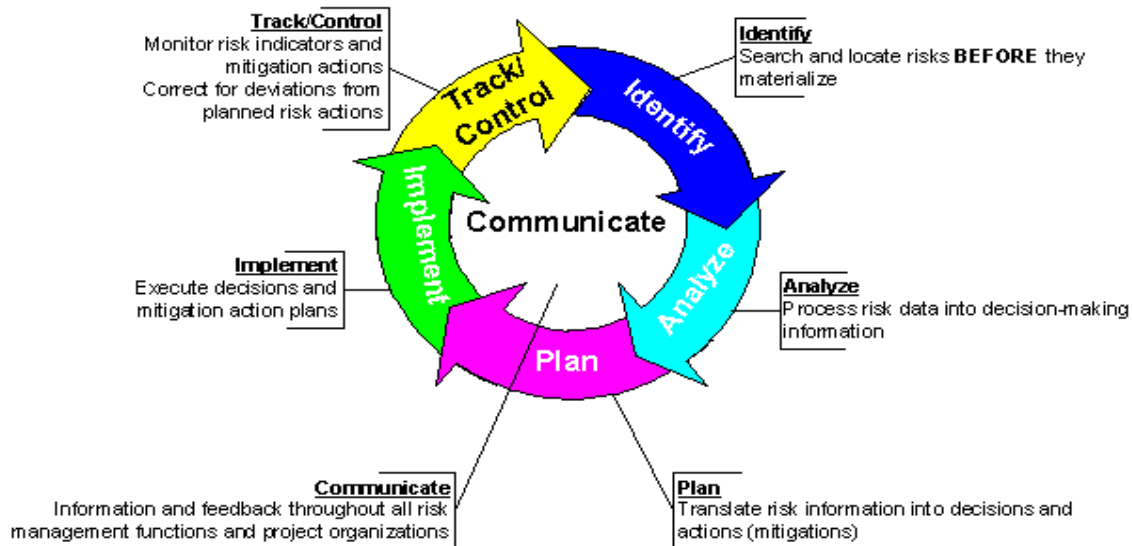 Track/Control
Monitor risk indicators and
mitigation actions
Correct for deviations from
planned risk actions
Identify
Search and locate risks BEFORE they
materialize
Track/
Control
Identify
Implement
Communicate
Analyze
Plan
Implement
Execute decisions and
mitigation action plans
Analyze
Process risk data into decision-making
information
Communicate
Information and feedback throughout all risk
management functions and project organizations
Plan
Translate risk information into decisions and
actions (mitigations)